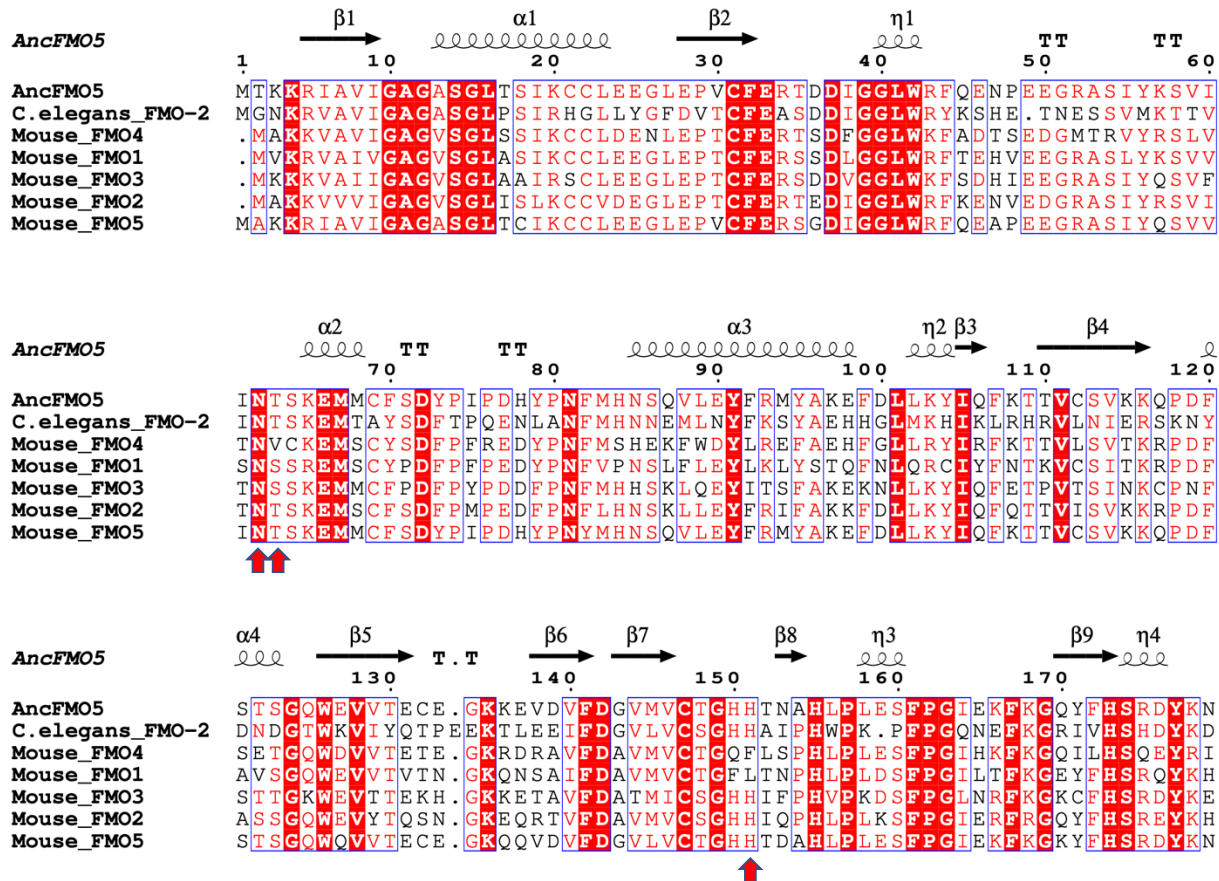 β1 α1 β2 η1
AncFMO5 TT TT
1 10 20 30 40 50 60
AncFMO5 MTKKRIAVIGAGASGLTSIKCCLEEGLEPVCFERTDDIGGLWRFQENPEEGRASIYKSVI
C.elegans_FMO-2 MGNKRVAVIGAGVSGLPSIRHGLLYGFDVTCFEASDDIGGLWRYKSHE.TNESSVMKTTV
Mouse_FMO4 .MAKKVAVIGAGVSGLSSIKCCLDENLEPTCFERTSDFGGLWKFADTSEDGMTRVYRSLV
Mouse_FMO1 .MVKRVAIVGAGVSGLASIKCCLEEGLEPTCFERSSDLGGLWRFTEHVEEGRASLYKSVV
Mouse_FMO3 .MKKKVAIIGAGVSGLAAIRSCLEEGLEPTCFERSDDVGGLWKFSDHIEEGRASIYQSVF
Mouse_FMO2 .MAKKVVVIGAGVSGLISLKCCVDEGLEPTCFERTEDIGGLWRFKENVEDGRASIYRSVI
Mouse_FMO5 MAKKRIAVIGAGVSGLTCIKCCLEEGLEPVCFERSGDIGGLWRFQEAPEEGRASIYQSVV
α2 α3 η2 β3 β4
AncFMO5 TT TT
70 80 90 100 110 120
AncFMO5 INTSKEMMCFSDYPIPDHYPNFMHNSQVLEYFRMYAKEFDLLKYIQFKTTVCSVKKQPDF
C.elegans_FMO-2 INTSKEMTAYSDFTPQENLANFMHNNEMLNYFKSYAEHHGLMKHIKLRHRVLNIERSKNY
Mouse_FMO4 TNVCKEMSCYSDFPFREDYPNFMSHEKFWDYLREFAEHFGLLRYIRFKTTVLSVTKRPDF
Mouse_FMO1 SNSSREMSCYPDFPFPEDYPNFVPNSLFLEYLKLYSTQFNLQRCIYFNTKVCSITKRPDF
Mouse_FMO3 SNSSKEMMCFPDFPYPDDFPNFMHHSKLQEYITSFAKEKNLLKYIQFETPVTSINKCPNF
Mouse_FMO2 TNTSKEMSCFSDFPMPEDFPNFLHNSKLLEYFRIFAKKFDLLKYIQFQTTVISVKKRPDF
Mouse_FMO5 INTSKEMMCFSDYPIPDHYPNYMHNSQVLEYFRMYAKEFDLLKYIQFKTTVCSVKKQPDF
α4 β5 β6 β7 β8 η3 β9 η4
AncFMO5 T.T
130 140 150 160 170
AncFMO5 STSGQWEVVTECE.GKKEVDVFDGVMVCTGHHTNAHLPLESFPGIEKFKGQYFHSRDYKN
C.elegans_FMO-2 DNDGTWKVIYQTPEEKTLEEIFDGVLVCSGHHAIPHWPK.PFPGQNEFKGRIVHSHDYKD
Mouse_FMO4 SETGQWDVVTETE.GKRDRAVFDAVMVCTGQFLSPHLPLESFPGIHKFKGQILHSQEYRI
Mouse_FMO1 AVSGQWEVVTVTN.GKQNSAIFDAVMVCTGFLTNPHLPLDSFPGILTFKGEYFHSRQYKH
Mouse_FMO3 STTGKWEVTTEKH.GKKETAVFDATMICSGHHIFPHVPKDSFPGLNRFKGKCFHSRDYKE
Mouse_FMO2 ASSGQWEVYTQSN.GKEQRTVFDAVMVCSGHHIQPHLPLKSFPGIERFRGQYFHSREYKH
Mouse_FMO5 STSGQWQVVTECE.GKQQVDVFDGVLVCTGHHTDAHLPLESFPGIEKFKGKYFHSRDYKN